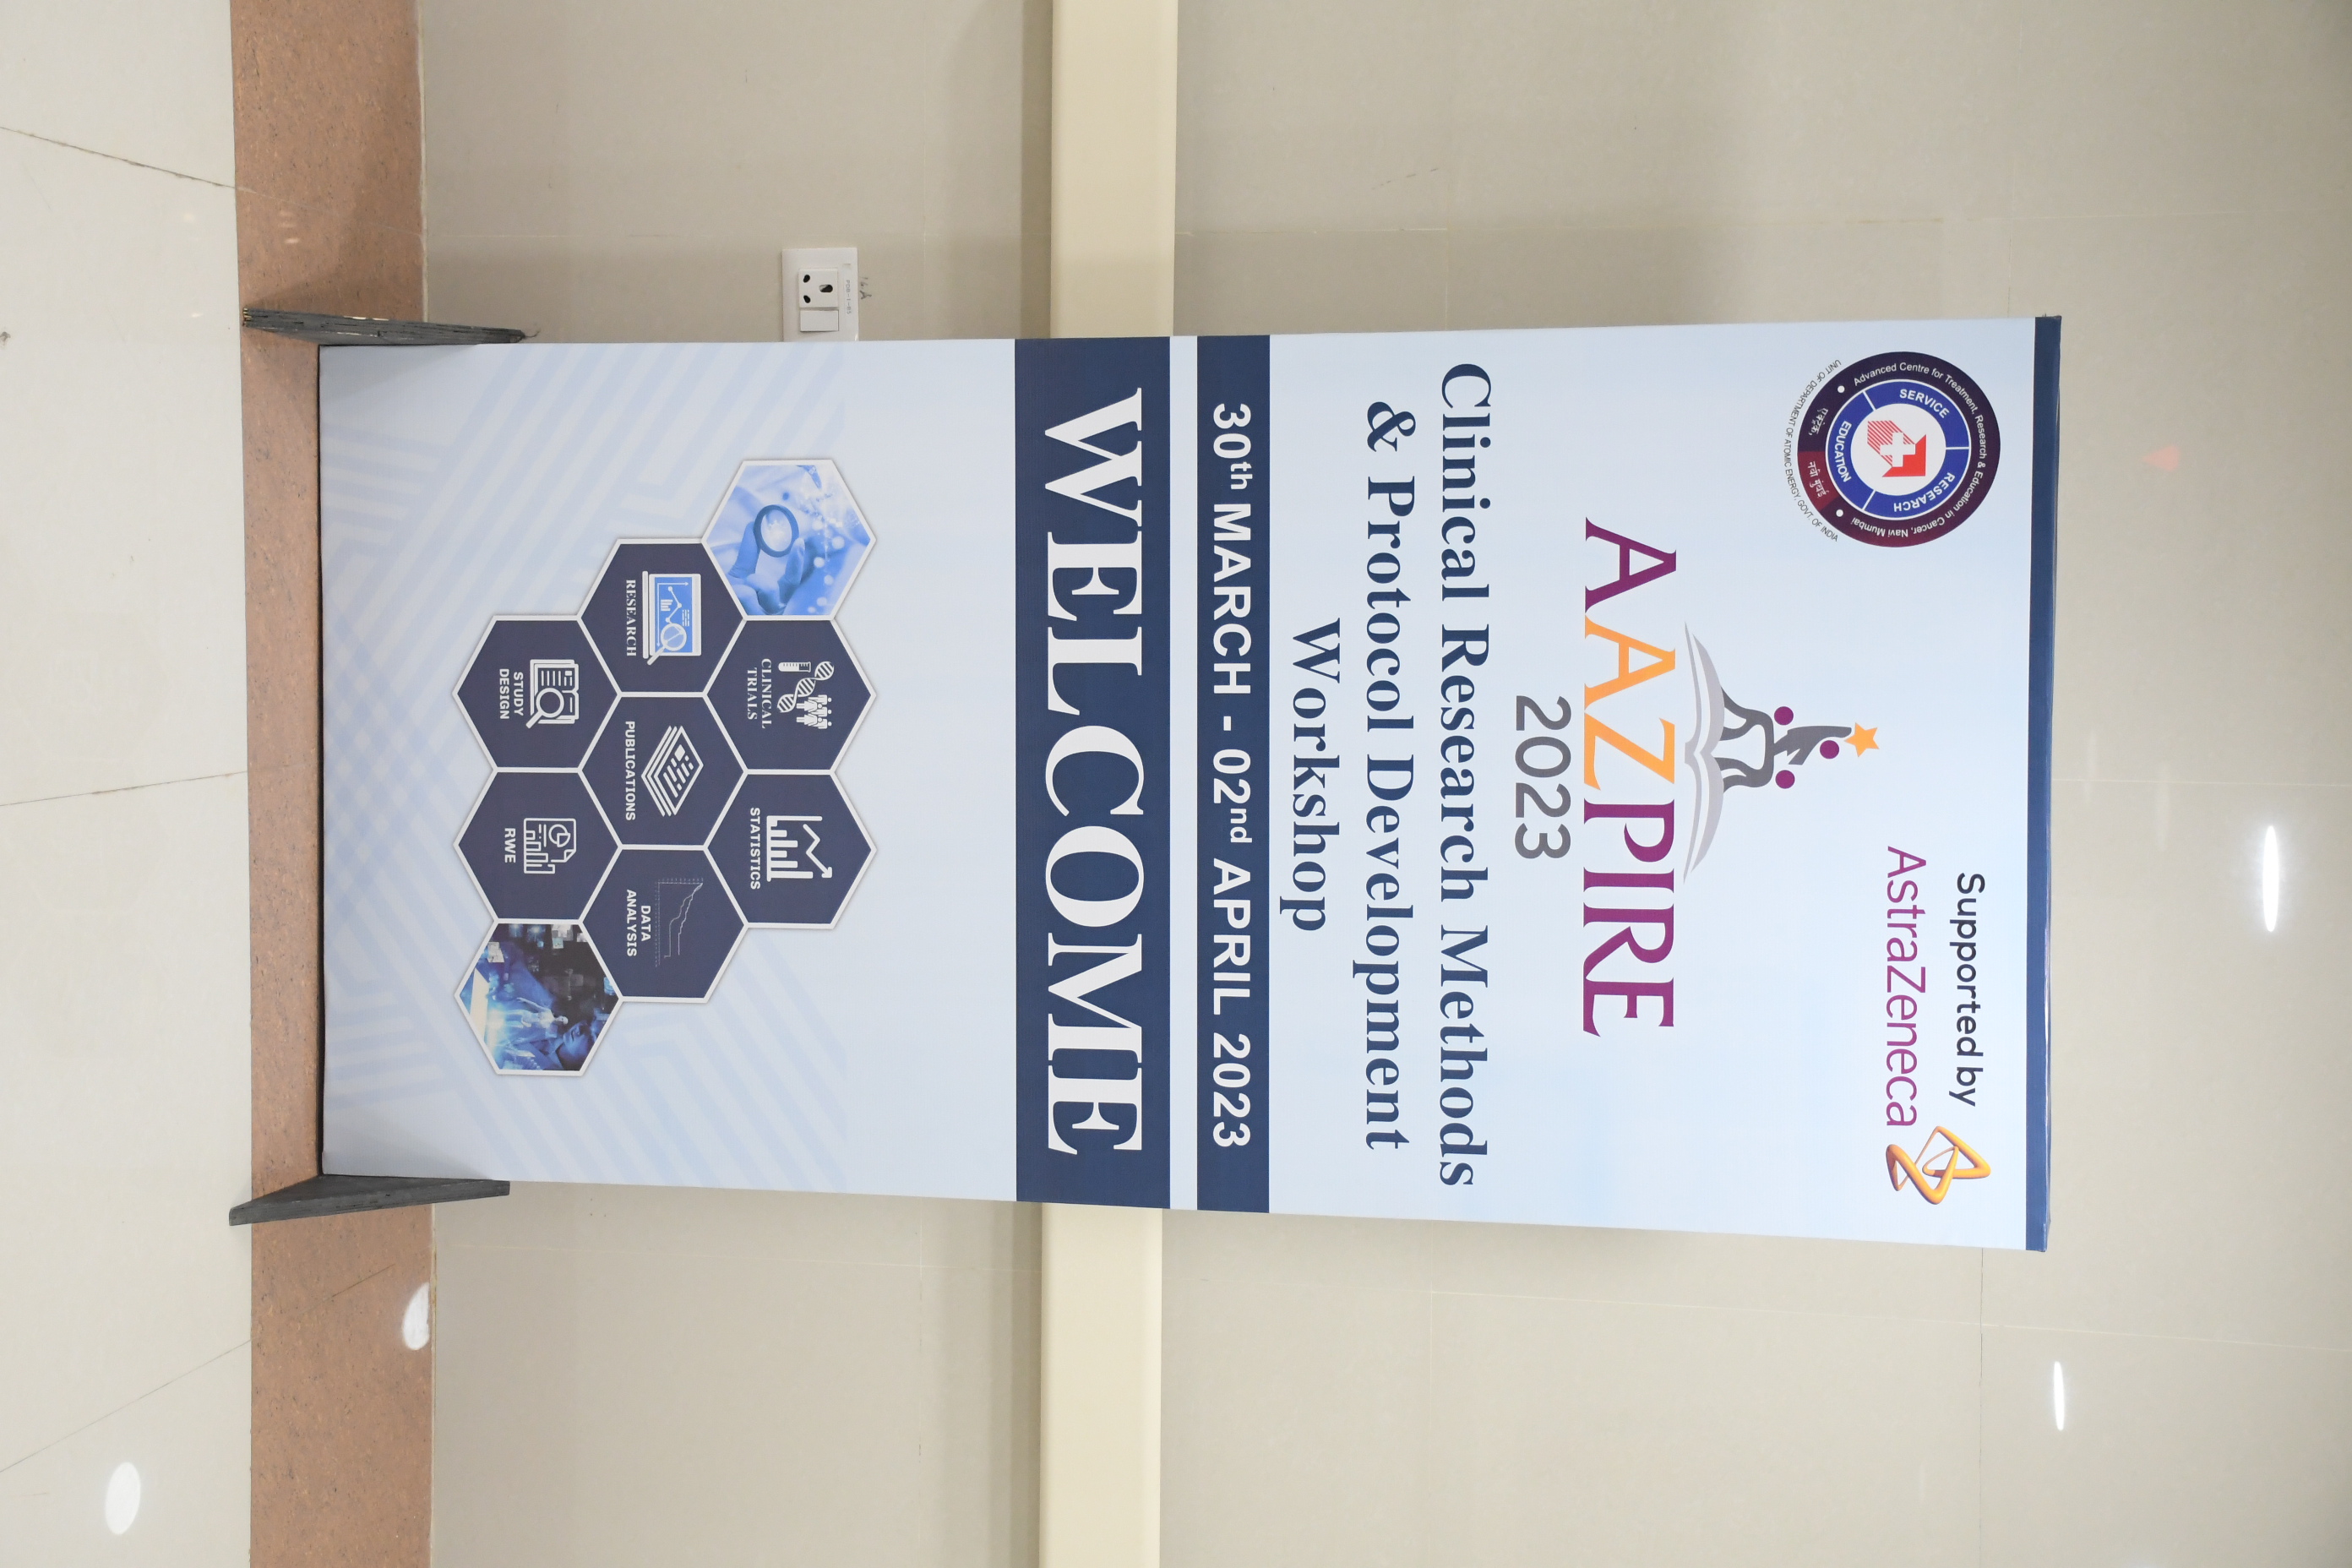 Advanced Centre for Treatment, Research & Education in Cancer, Navi Mumbai
SERVICE
RESEARCH
EDUCATION
एक्ट्रेक,
नवी मुंबई
UNIT OF DEPARTMENT OF ATOMIC ENERGY, GOVT. OF INDIA
Supported by
AstraZeneca
AAZPIRE
2023
Clinical Research Methods
& Protocol Development
Workshop
30th MARCH - 02nd APRIL 2023
WELCOME
CLINICAL
TRIALS
STATISTICS
RESEARCH
PUBLICATIONS
DATA
ANALYSIS
STUDY
DESIGN
RWE